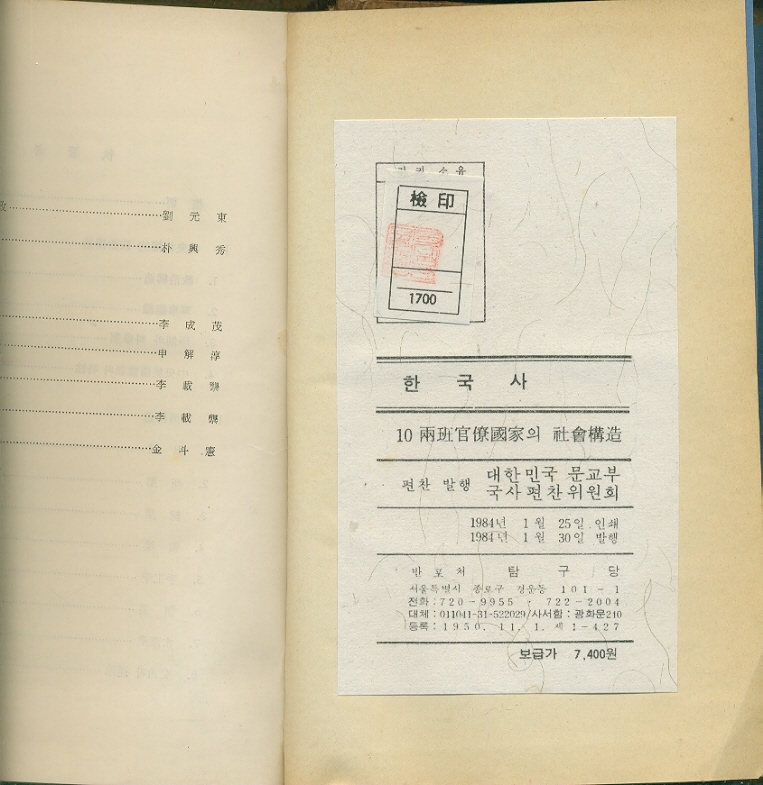 劉元東
朴興秀
李成茂
申解淳
李載龒
李載龒
金斗憲
檢印
1700
한국사
10 兩班官僚國家의 社會構造
편찬 발행 대한민국 문교부
국사편찬위원회
1984년 1월 25일 인쇄
1984년 1월 30일 발행
반포처 탐구당
서울특별시 종로구 경운동 101-1
전화:720-9955 · 722-2004
대체:011041-31-522029/사서함:광화문240
등록:1950. 11. 1. 제1-427
보급가 7,400원